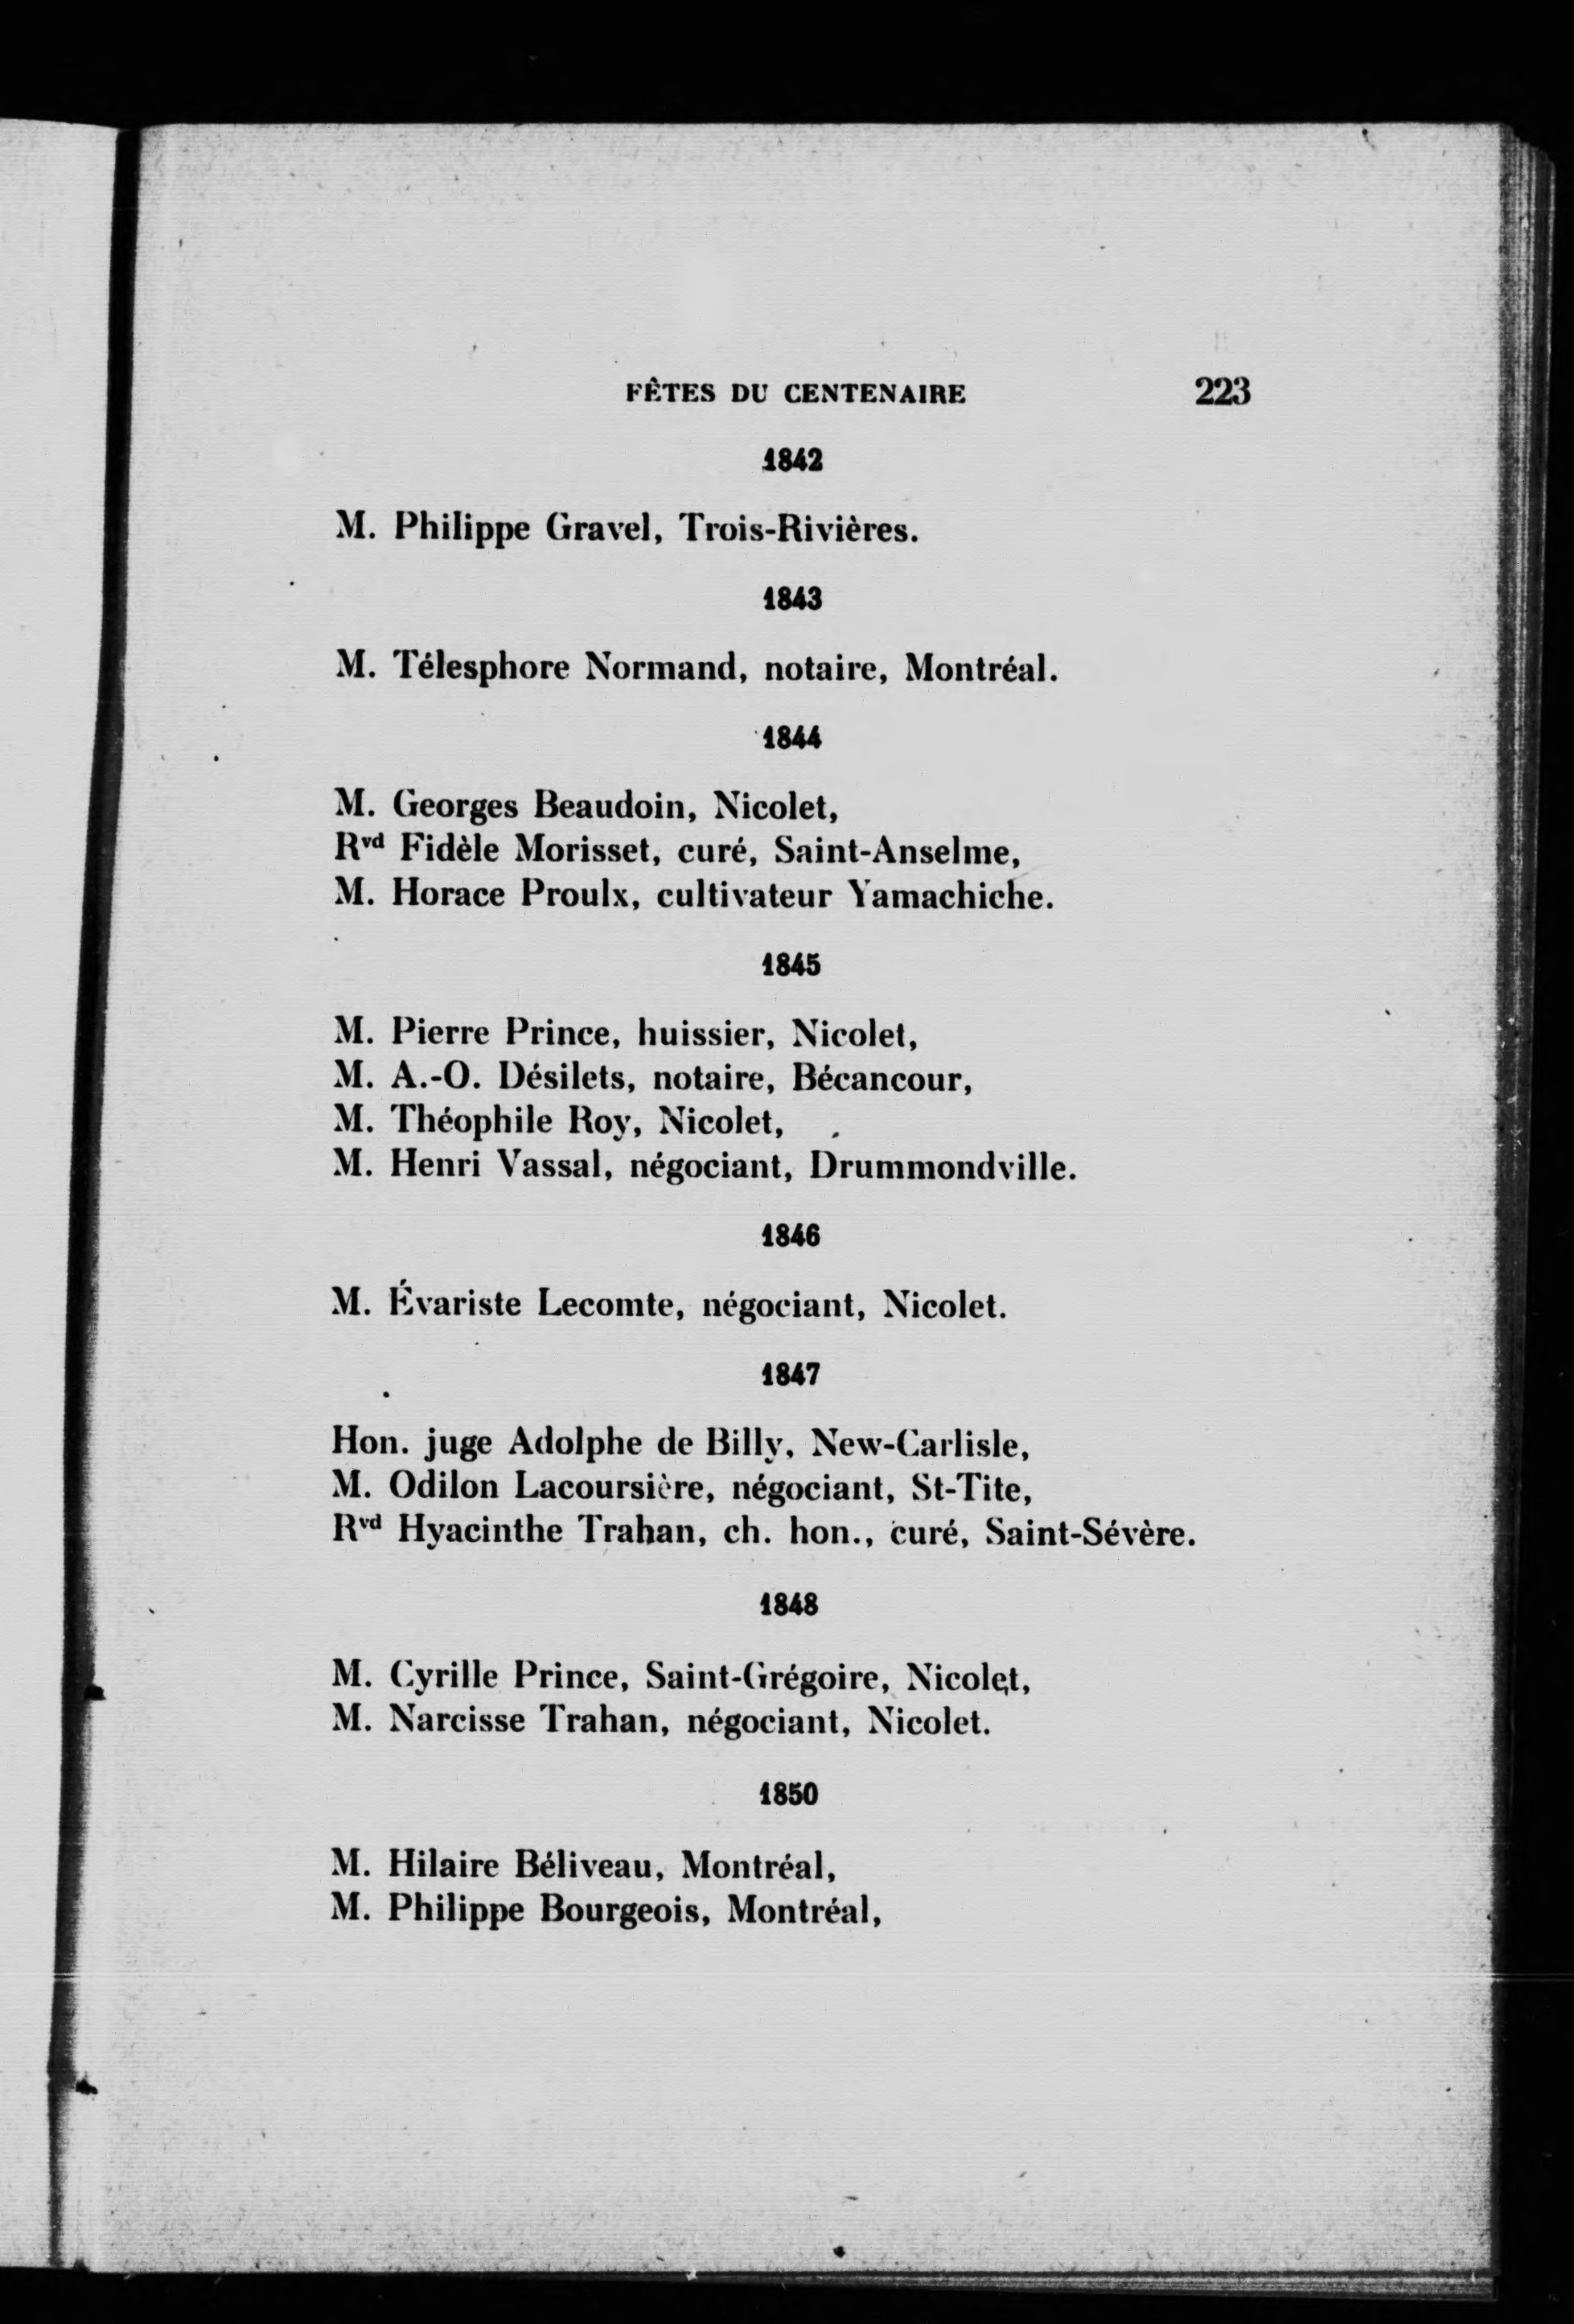 FÊTES DU CENTENAIRE 223
1842
M. Philippe Gravel, Trois-Rivières.
1843
M. Télesphore Normand, notaire, Montréal.
1844
M. Georges Beaudoin, Nicolet,
Rvd Fidèle Morisset, curé, Saint-Anselme,
M. Horace Proulx, cultivateur Yamachiche.
1845
M. Pierre Prince, huissier, Nicolet,
M. A.-O. Désilets, notaire, Bécancour,
M. Théophile Roy, Nicolet,
M. Henri Vassal, négociant, Drummondville.
1846
M. Évariste Lecomte, négociant, Nicolet.
1847
Hon. juge Adolphe de Billy, New-Carlisle,
M. Odilon Lacoursière, négociant, St-Tite,
Rvd Hyacinthe Trahan, ch. hon., curé, Saint-Sévère.
1848
M. Cyrille Prince, Saint-Grégoire, Nicolet,
M. Narcisse Trahan, négociant, Nicolet.
1850
M. Hilaire Béliveau, Montréal,
M. Philippe Bourgeois, Montréal,